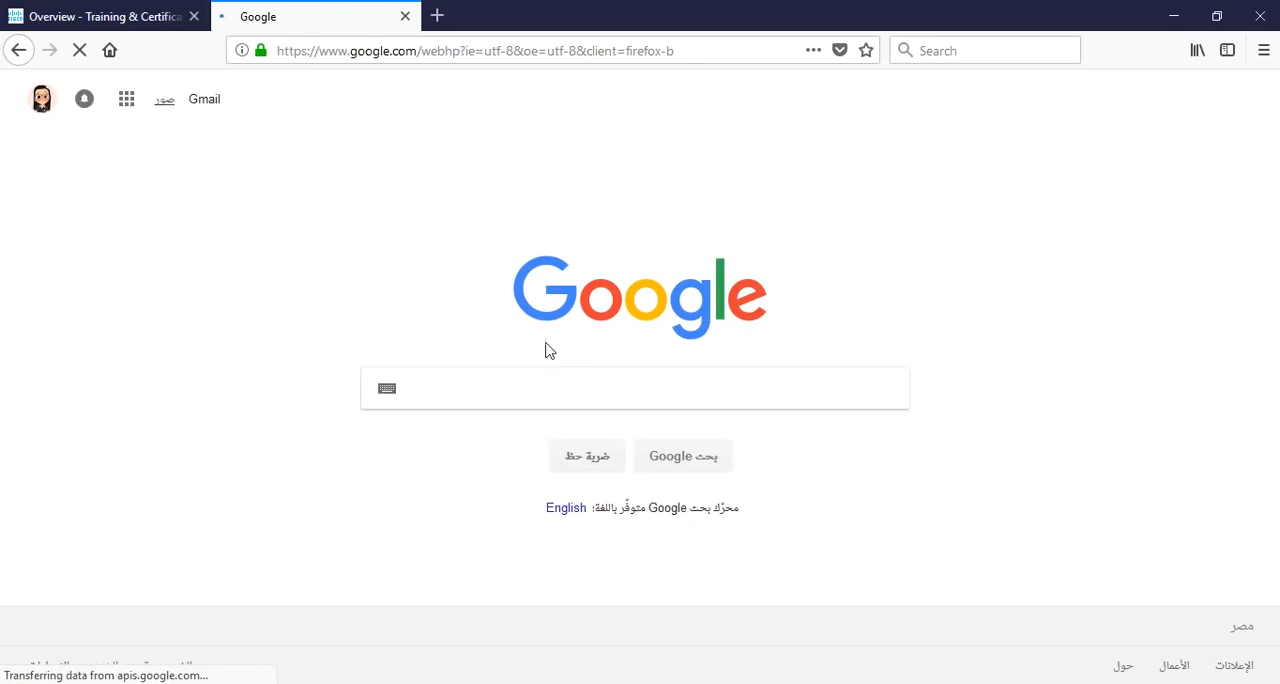 Overview - Training & Certifica
Google
https://www.google.com/webhp?ie=utf-8&oe=utf-8&client=firefox-b
Search
صور Gmail
Google
بحث Google
ضربة حظ
محرّك بحث Google متوفّر باللغة: English
مصر
الإعلانات الأعمال حول
Transferring data from apis.google.com...